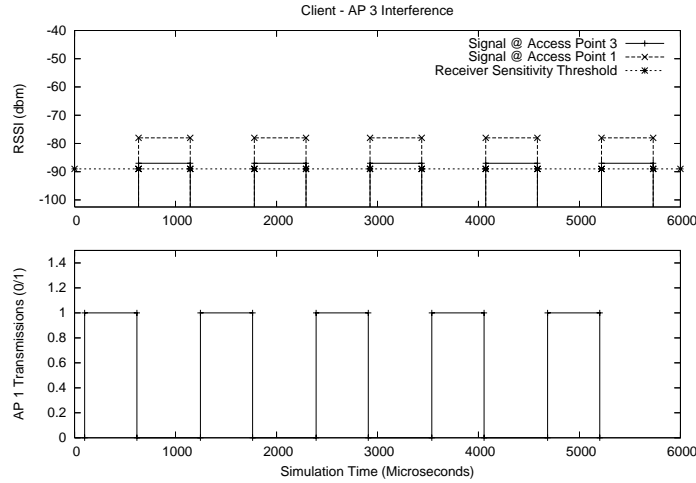 Client - AP 3 Interference
Signal @ Access Point 3
Signal @ Access Point 1
Receiver Sensitivity Threshold
RSSI (dbm)
-40
-50
-60
-70
-80
-90
-100
0 1000 2000 3000 4000 5000 6000
AP 1 Transmissions (0/1)
1.4
1.2
1
0.8
0.6
0.4
0.2
0
0 1000 2000 3000 4000 5000 6000
Simulation Time (Microseconds)